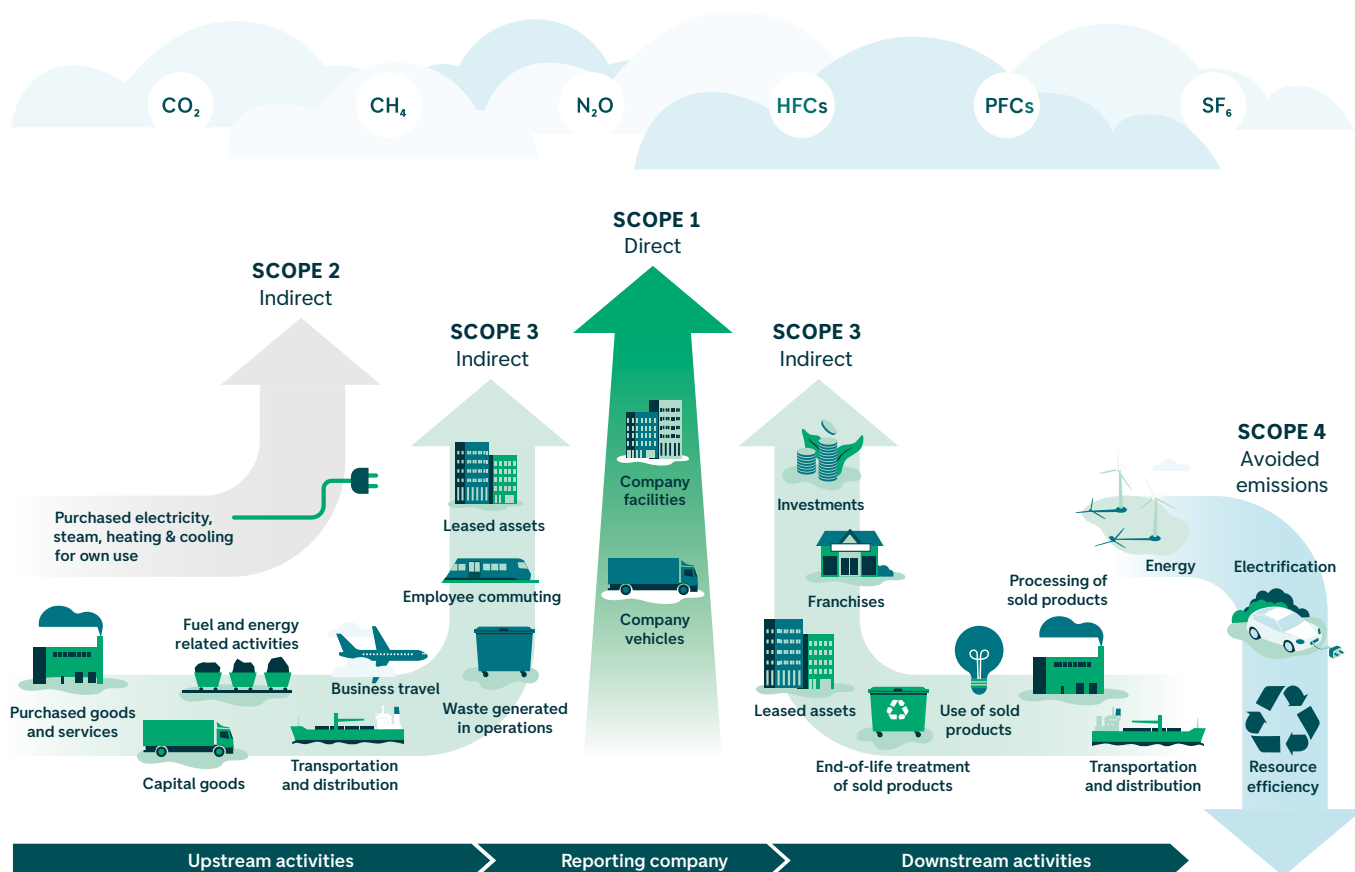 CO₂
CH₄
N₂O
HFCs
PFCs
SF₆
SCOPE 1
Direct
SCOPE 2
Indirect
SCOPE 3
Indirect
SCOPE 3
Indirect
SCOPE 4
Avoided
emissions
Purchased electricity,
steam, heating & cooling
for own use
Purchased goods
and services
Fuel and energy
related activities
Capital goods
Business travel
Transportation
and distribution
Leased assets
Employee commuting
Waste generated
in operations
Company
facilities
Company
vehicles
Investments
Franchises
Leased assets
End-of-life treatment
of sold products
Use of sold
products
Processing of
sold products
Transportation
and distribution
Energy
Electrification
Resource
efficiency
Upstream activities
Reporting company
Downstream activities